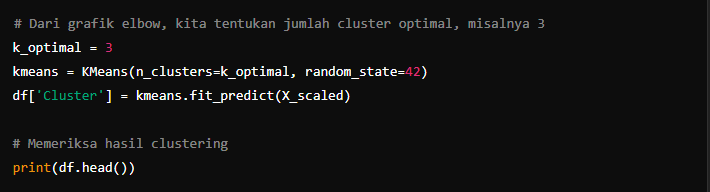 # Dari grafik elbow, kita tentukan jumlah cluster optimal, misalnya 3
k_optimal = 3
kmeans = KMeans(n_clusters=k_optimal, random_state=42)
df['Cluster'] = kmeans.fit_predict(X_scaled)
# Memeriksa hasil clustering
print(df.head())